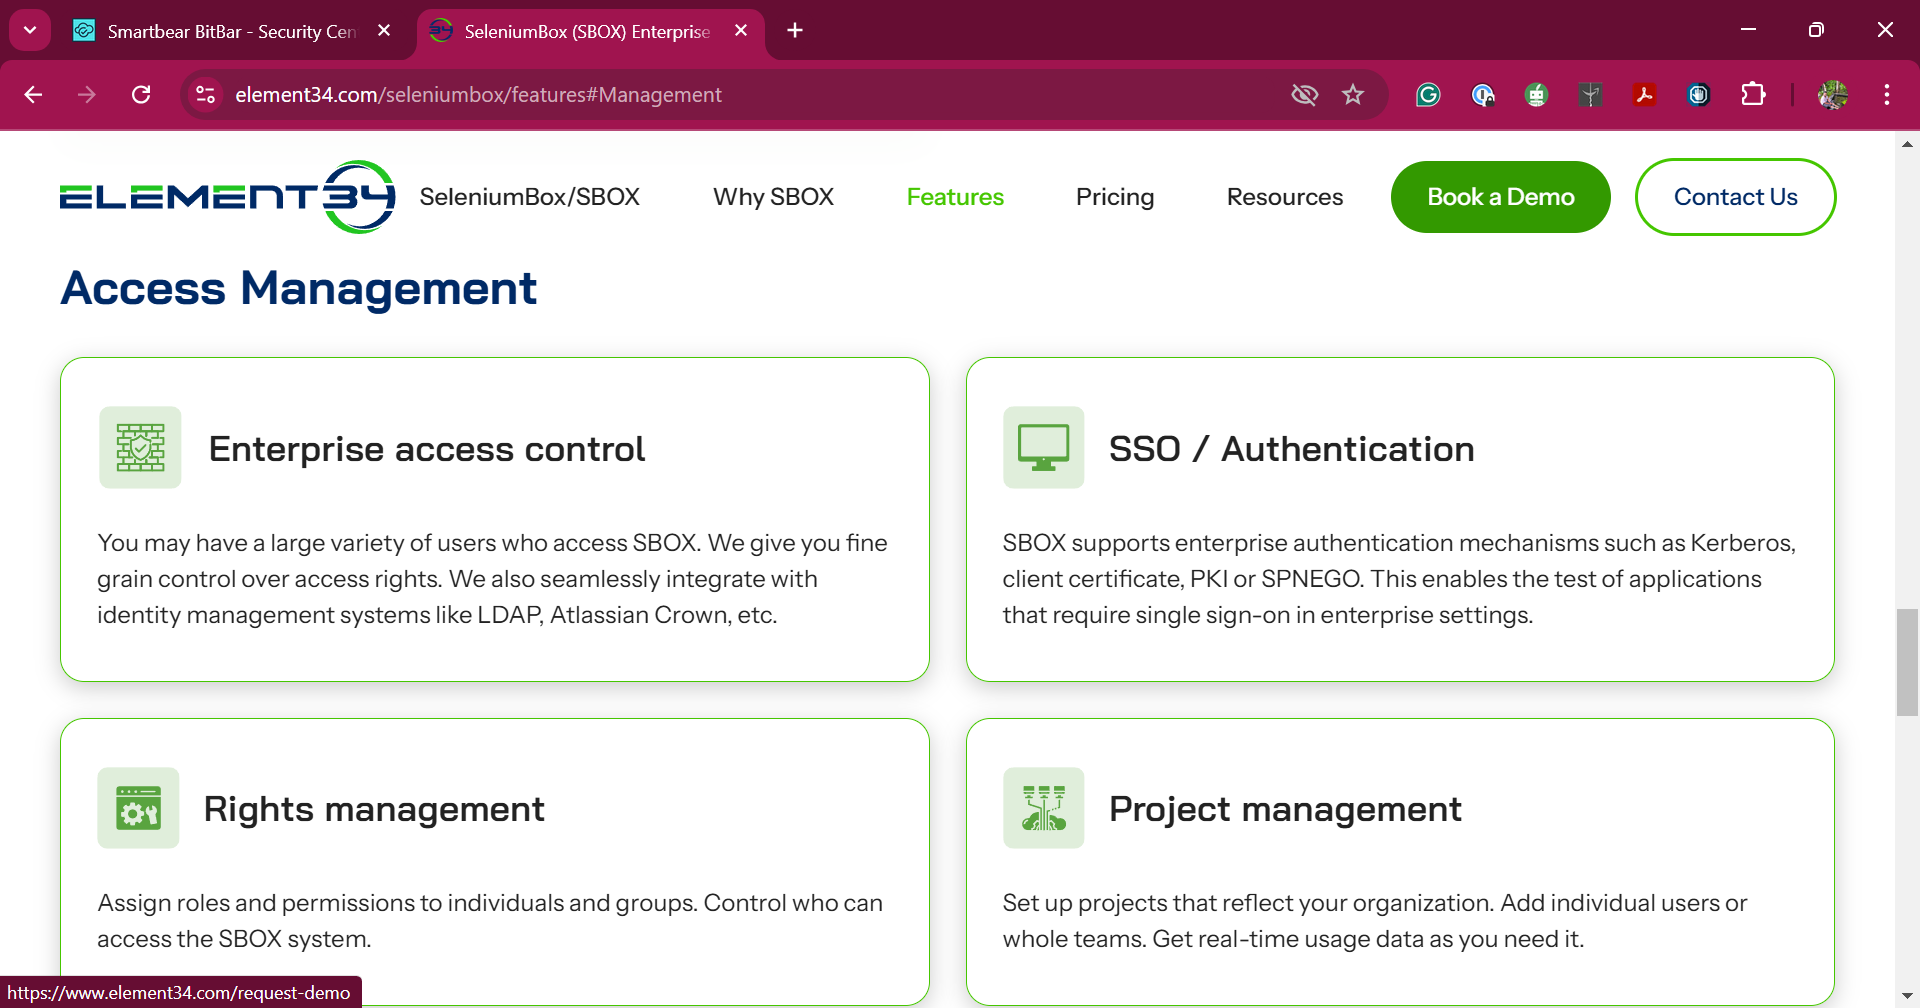 Smartbear BitBar - Security Cen
SeleniumBox (SBOX) Enterprise
element34.com/seleniumbox/features#Management
ELEMENT34
SeleniumBox/SBOX
Why SBOX
Features
Pricing
Resources
Book a Demo
Contact Us
Access Management
Enterprise access control
You may have a large variety of users who access SBOX. We give you fine
grain control over access rights. We also seamlessly integrate with
identity management systems like LDAP, Atlassian Crown, etc.
SSO / Authentication
SBOX supports enterprise authentication mechanisms such as Kerberos,
client certificate, PKI or SPNEGO. This enables the test of applications
that require single sign-on in enterprise settings.
Rights management
Assign roles and permissions to individuals and groups. Control who can
access the SBOX system.
Project management
Set up projects that reflect your organization. Add individual users or
whole teams. Get real-time usage data as you need it.
https://www.element34.com/request-demo